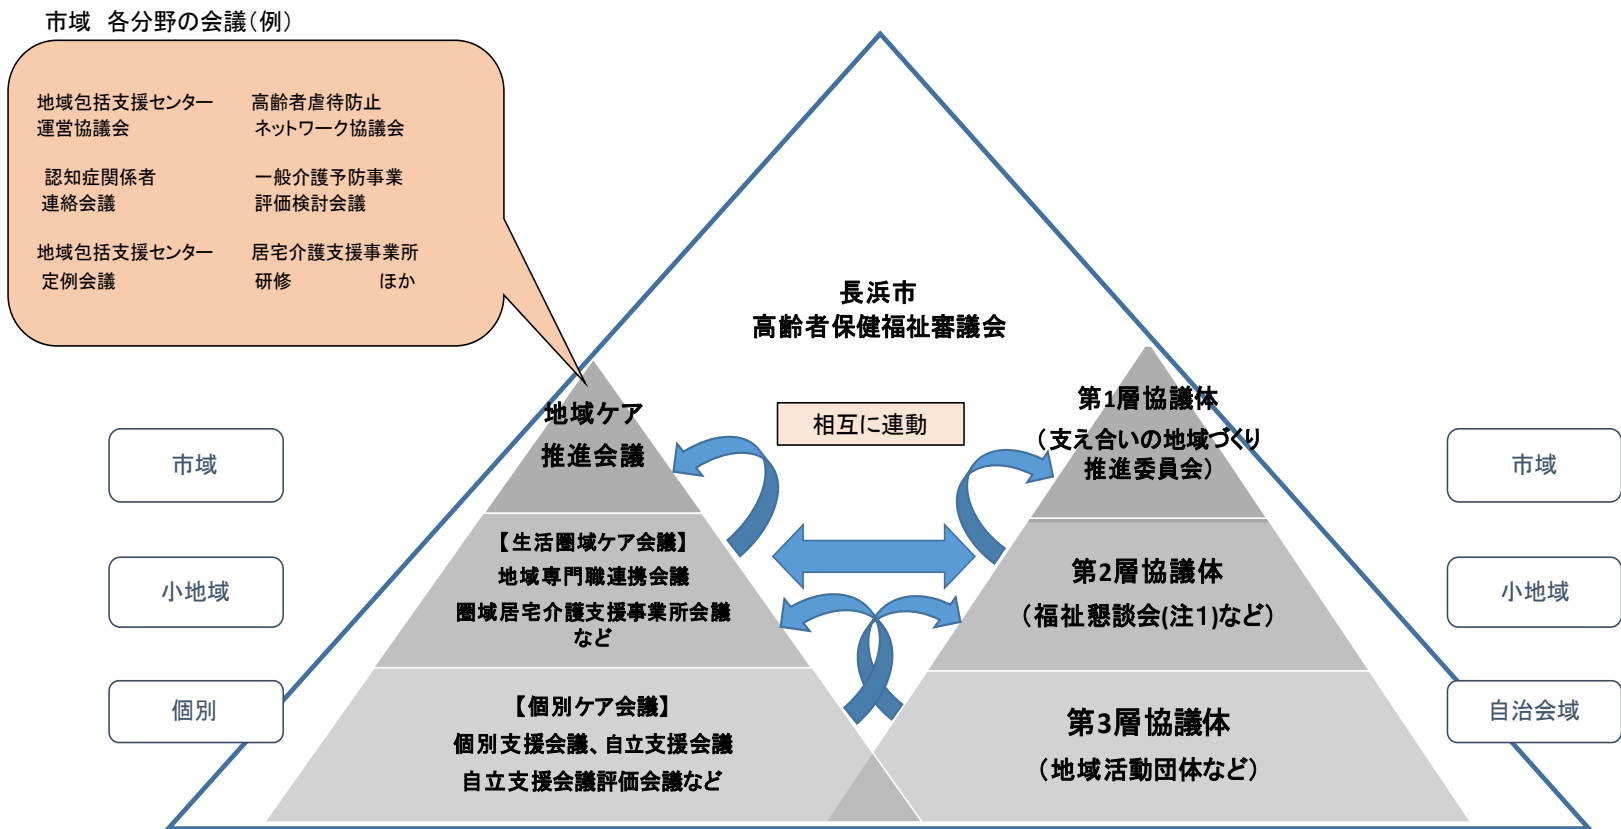 市域 各分野の会議(例)
地域包括支援センター 高齢者虐待防止
運営協議会 ネットワーク協議会
認知症関係者 一般介護予防事業
連絡会議 評価検討会議
地域包括支援センター 居宅介護支援事業所
定例会議 研修 ほか
長浜市
高齢者保健福祉審議会
相互に連動
地域ケア
推進会議
【生活圏域ケア会議】
地域専門職連携会議
圏域居宅介護支援事業所会議
など
【個別ケア会議】
個別支援会議、自立支援会議
自立支援会議評価会議など
第1層協議体
(支え合いの地域づくり
推進委員会)
第2層協議体
(福祉懇談会(注1)など)
第3層協議体
(地域活動団体など)
市域
小地域
個別
市域
小地域
自治会域